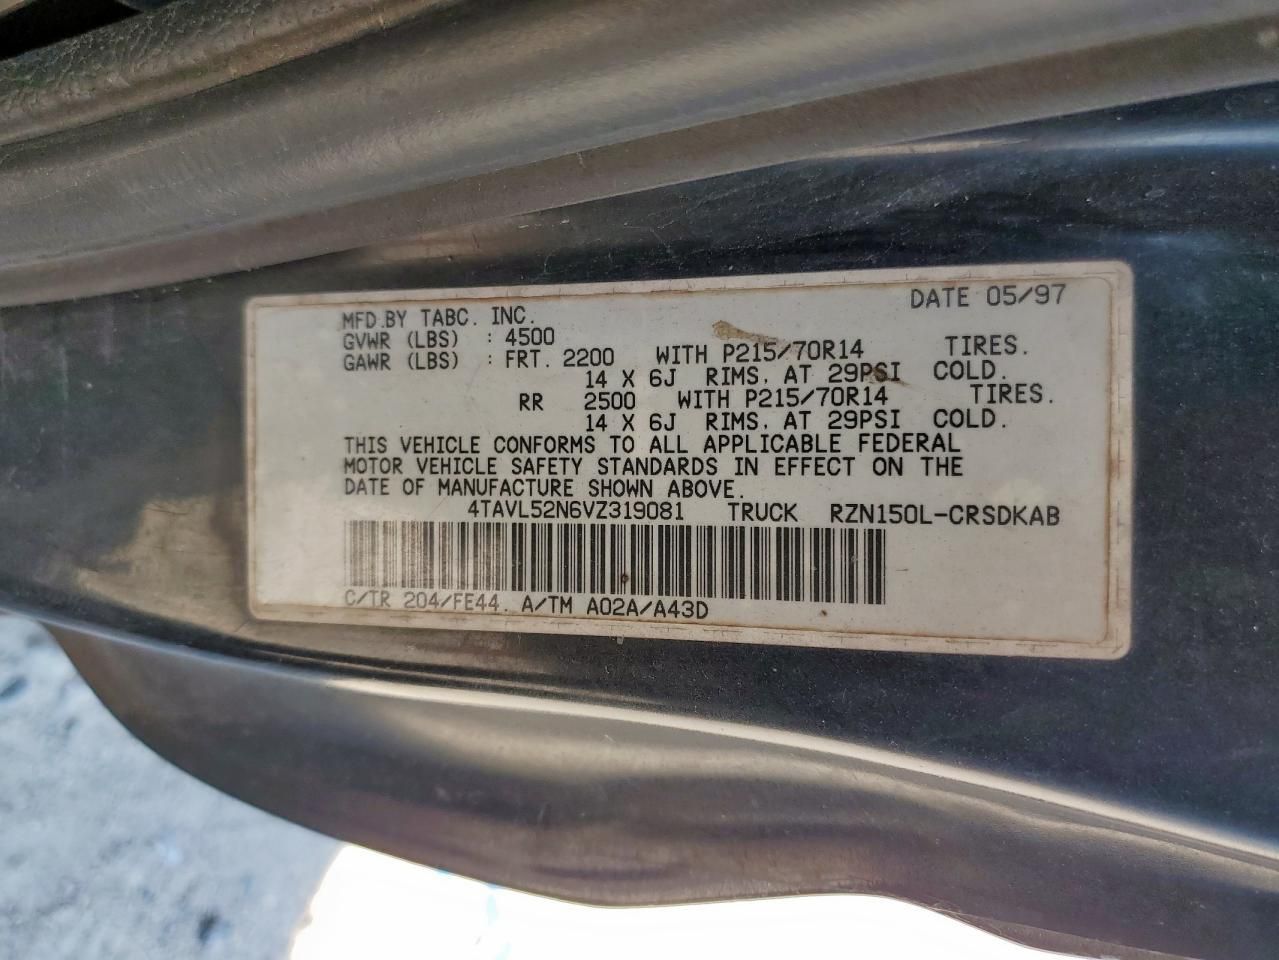 DATE 05/97
MFD.BY TABC. INC.
GVWR (LBS) : 4500
GAWR (LBS) : FRT. 2200 WITH P215/70R14 TIRES.
14 X 6J RIMS, AT 29PSI COLD.
RR 2500 WITH P215/70R14 TIRES.
14 X 6J RIMS, AT 29PSI COLD.
THIS VEHICLE CONFORMS TO ALL APPLICABLE FEDERAL
MOTOR VEHICLE SAFETY STANDARDS IN EFFECT ON THE
DATE OF MANUFACTURE SHOWN ABOVE.
4TAVL52N6VZ319081 TRUCK RZN150L-CRSDKAB
C/TR 204/FE44. A/TM A02A/A43D